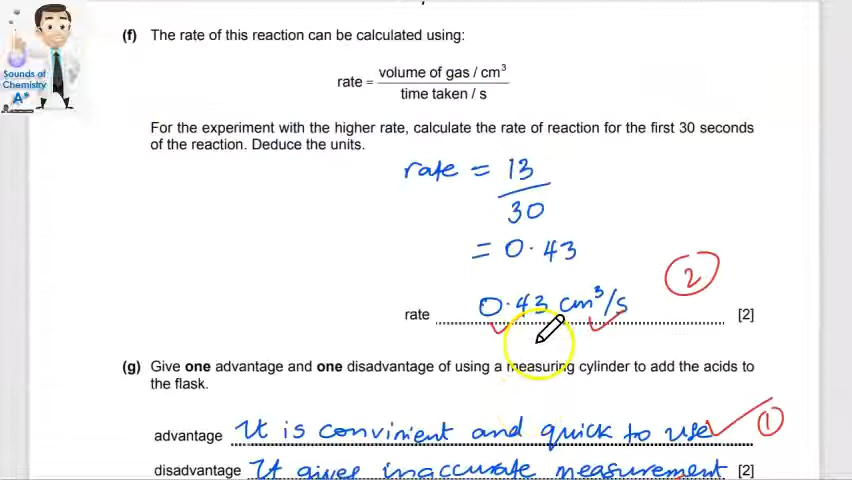 Sounds of
Chemistry
A*
(f) The rate of this reaction can be calculated using:
rate = volume of gas / cm³
time taken / s
For the experiment with the higher rate, calculate the rate of reaction for the first 30 seconds
of the reaction. Deduce the units.
rate = 13
30
= 0.43
2
rate 0.43 cm³/s [2]
(g) Give one advantage and one disadvantage of using a measuring cylinder to add the acids to
the flask.
advantage It is convinient and quick to use 1
disadvantage It gives inaccurate measurement [2]